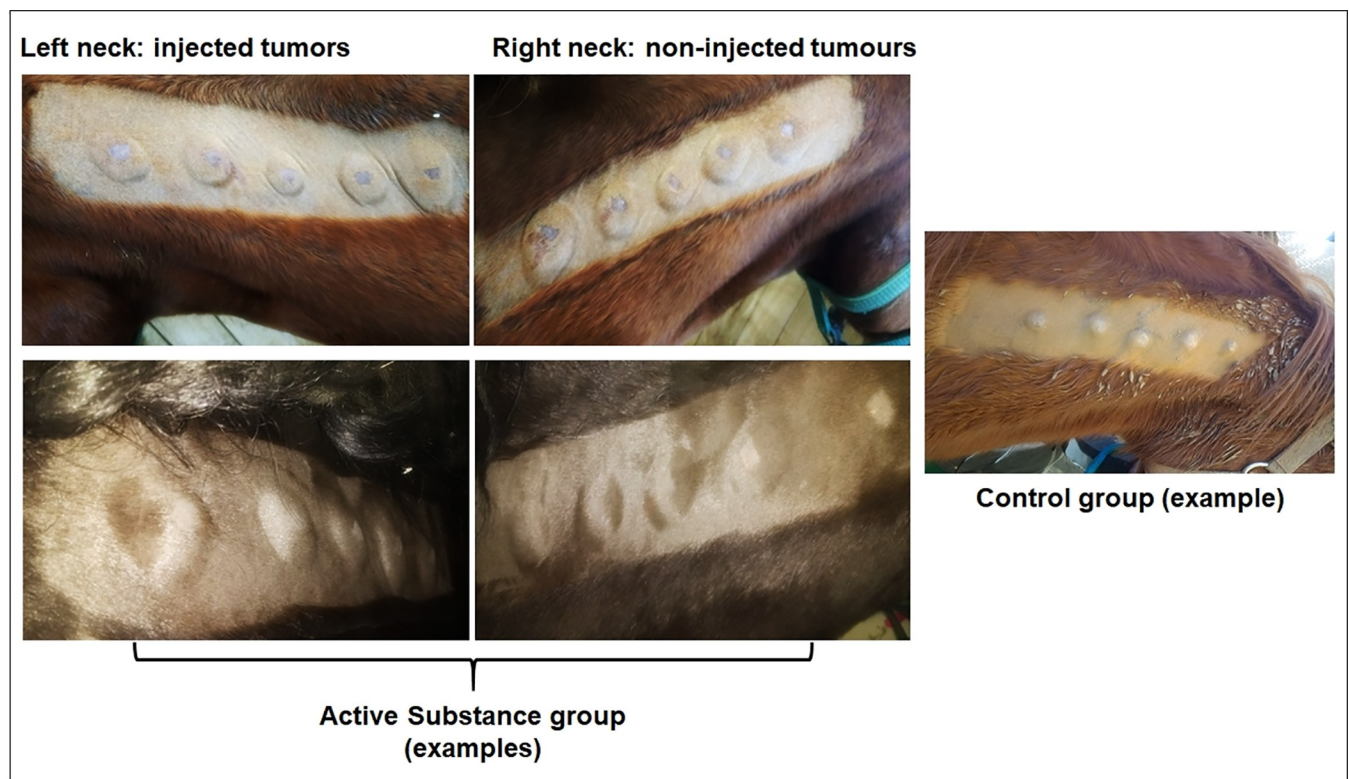 Left neck: injected tumors
Right neck: non-injected tumours
Control group (example)
Active Substance group
(examples)